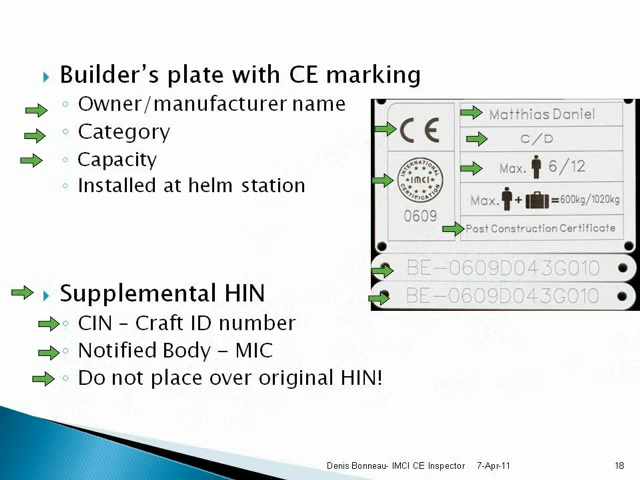 Builder's plate with CE marking
Owner/manufacturer name
Category
Capacity
Installed at helm station
CE
INTERNATIONAL
IMCI
CERTIFICATION
0609
Matthias Daniel
C/D
Max. 6/12
Max. + =600kg/1020kg
Post Construction Certificate
BE-0609D043G010
BE-0609D043G010
Supplemental HIN
CIN – Craft ID number
Notified Body – MIC
Do not place over original HIN!
Denis Bonneau- IMCI CE Inspector 7-Apr-11 18